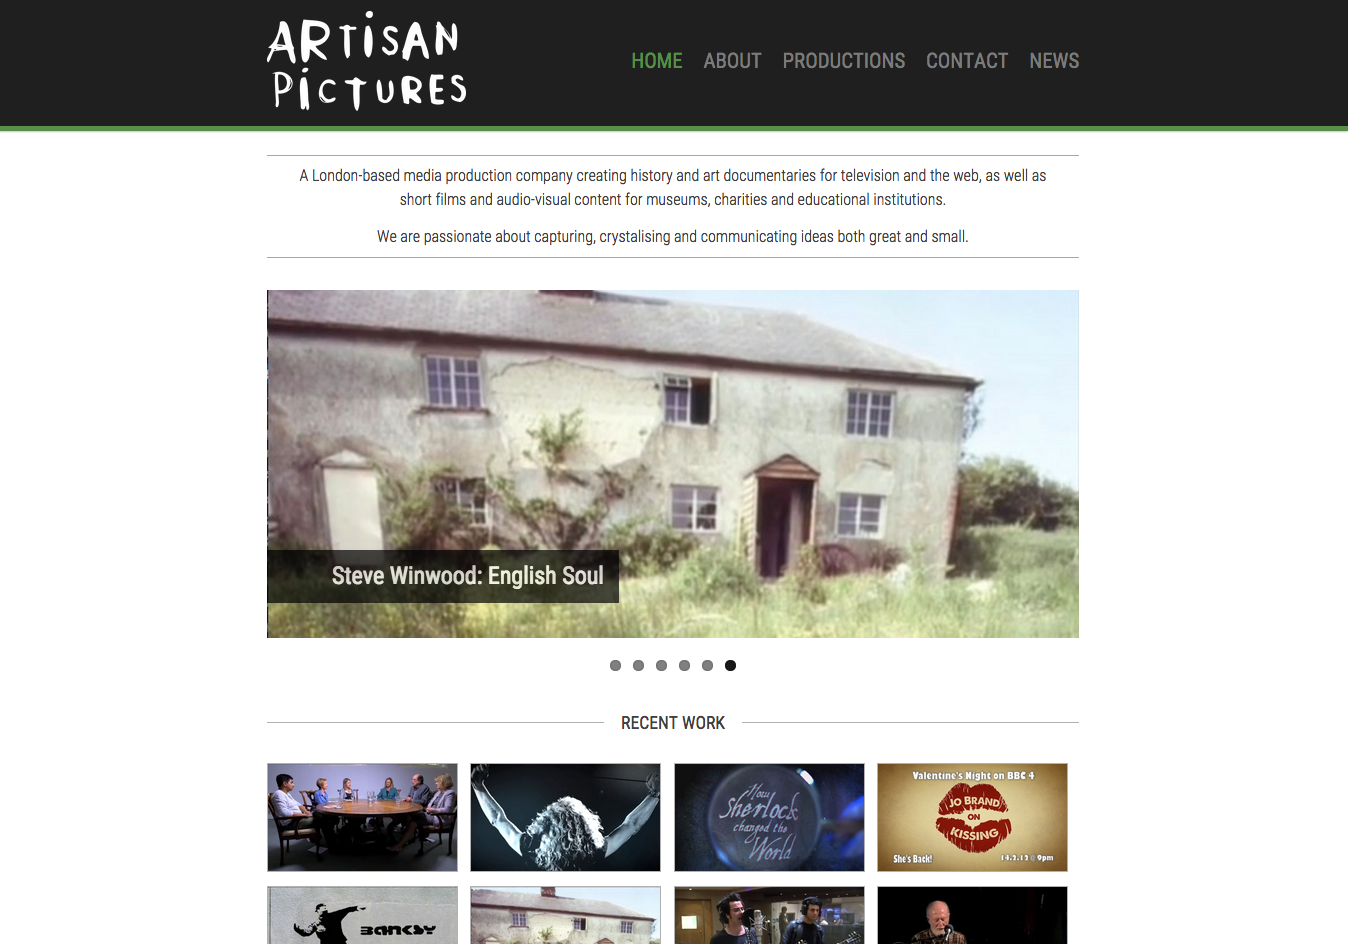 ARTISAN
PICTURES
HOME ABOUT PRODUCTIONS CONTACT NEWS
A London-based media production company creating history and art documentaries for television and the web, as well as
short films and audio-visual content for museums, charities and educational institutions.
We are passionate about capturing, crystalising and communicating ideas both great and small.
Steve Winwood: English Soul
RECENT WORK
How
Sherlock
changed the
World
Valentine's Night on BBC 4
JO BRAND
ON
KISSING
She's Back!
14.2.12 @ 9pm
BANKSY